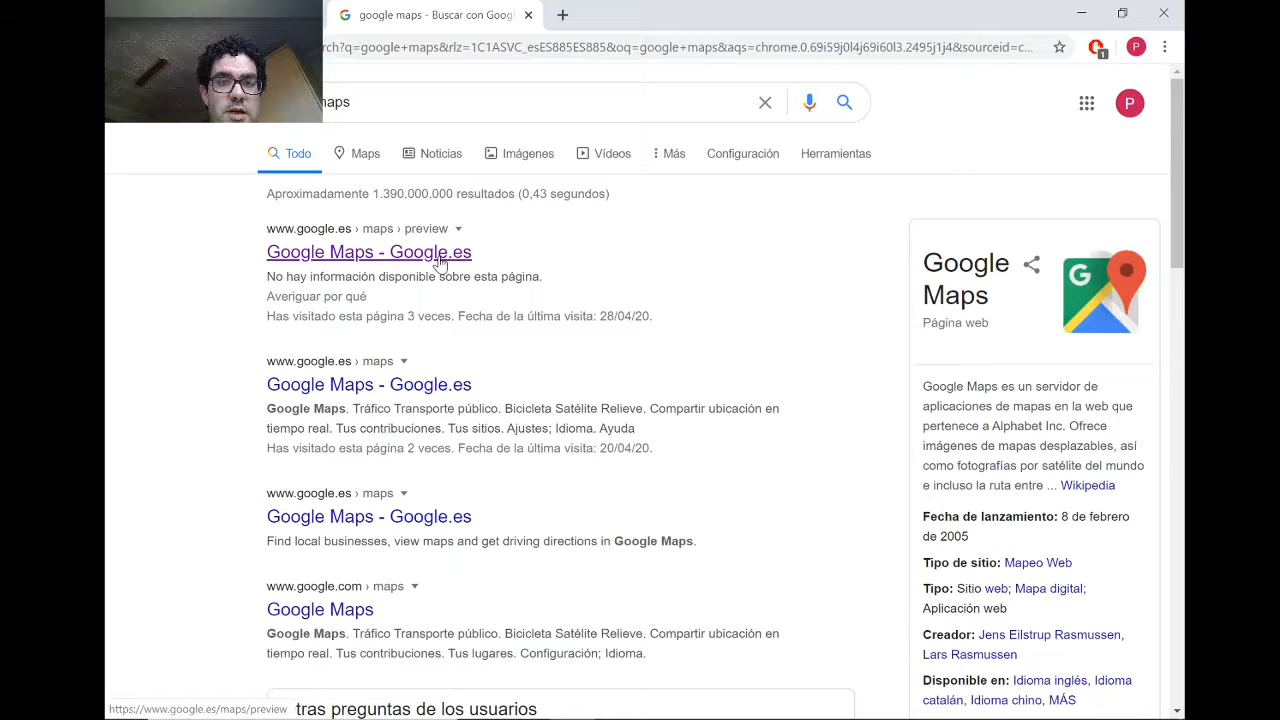 google maps - Buscar con Goog
rch?q=google+maps&rlz=1C1ASVC_esES885ES885&oq=google+maps&aqs=chrome.0.69i59j0l4j69i60l3.2495j1j4&sourceid=c...
1
P
maps
P
Todo Maps Noticias Imágenes Vídeos Más Configuración Herramientas
Aproximadamente 1.390.000.000 resultados (0,43 segundos)
www.google.es › maps › preview
Google Maps - Google.es
No hay información disponible sobre esta página.
Averiguar por qué
Has visitado esta página 3 veces. Fecha de la última visita: 28/04/20.
www.google.es › maps
Google Maps - Google.es
Google Maps. Tráfico Transporte público. Bicicleta Satélite Relieve. Compartir ubicación en
tiempo real. Tus contribuciones. Tus sitios. Ajustes; Idioma. Ayuda
Has visitado esta página 2 veces. Fecha de la última visita: 20/04/20.
www.google.es › maps
Google Maps - Google.es
Find local businesses, view maps and get driving directions in Google Maps.
www.google.com › maps
Google Maps
Google Maps. Tráfico Transporte público. Bicicleta Satélite Relieve. Compartir ubicación en
tiempo real. Tus contribuciones. Tus lugares. Configuración; Idioma.
tras preguntas de los usuarios
https://www.google.es/maps/preview
Google
Maps
Página web
G
Google Maps es un servidor de
aplicaciones de mapas en la web que
pertenece a Alphabet Inc. Ofrece
imágenes de mapas desplazables, así
como fotografías por satélite del mundo
e incluso la ruta entre ... Wikipedia
Fecha de lanzamiento: 8 de febrero
de 2005
Tipo de sitio: Mapeo Web
Tipo: Sitio web; Mapa digital;
Aplicación web
Creador: Jens Eilstrup Rasmussen,
Lars Rasmussen
Disponible en: Idioma inglés, Idioma
catalán, Idioma chino, MÁS